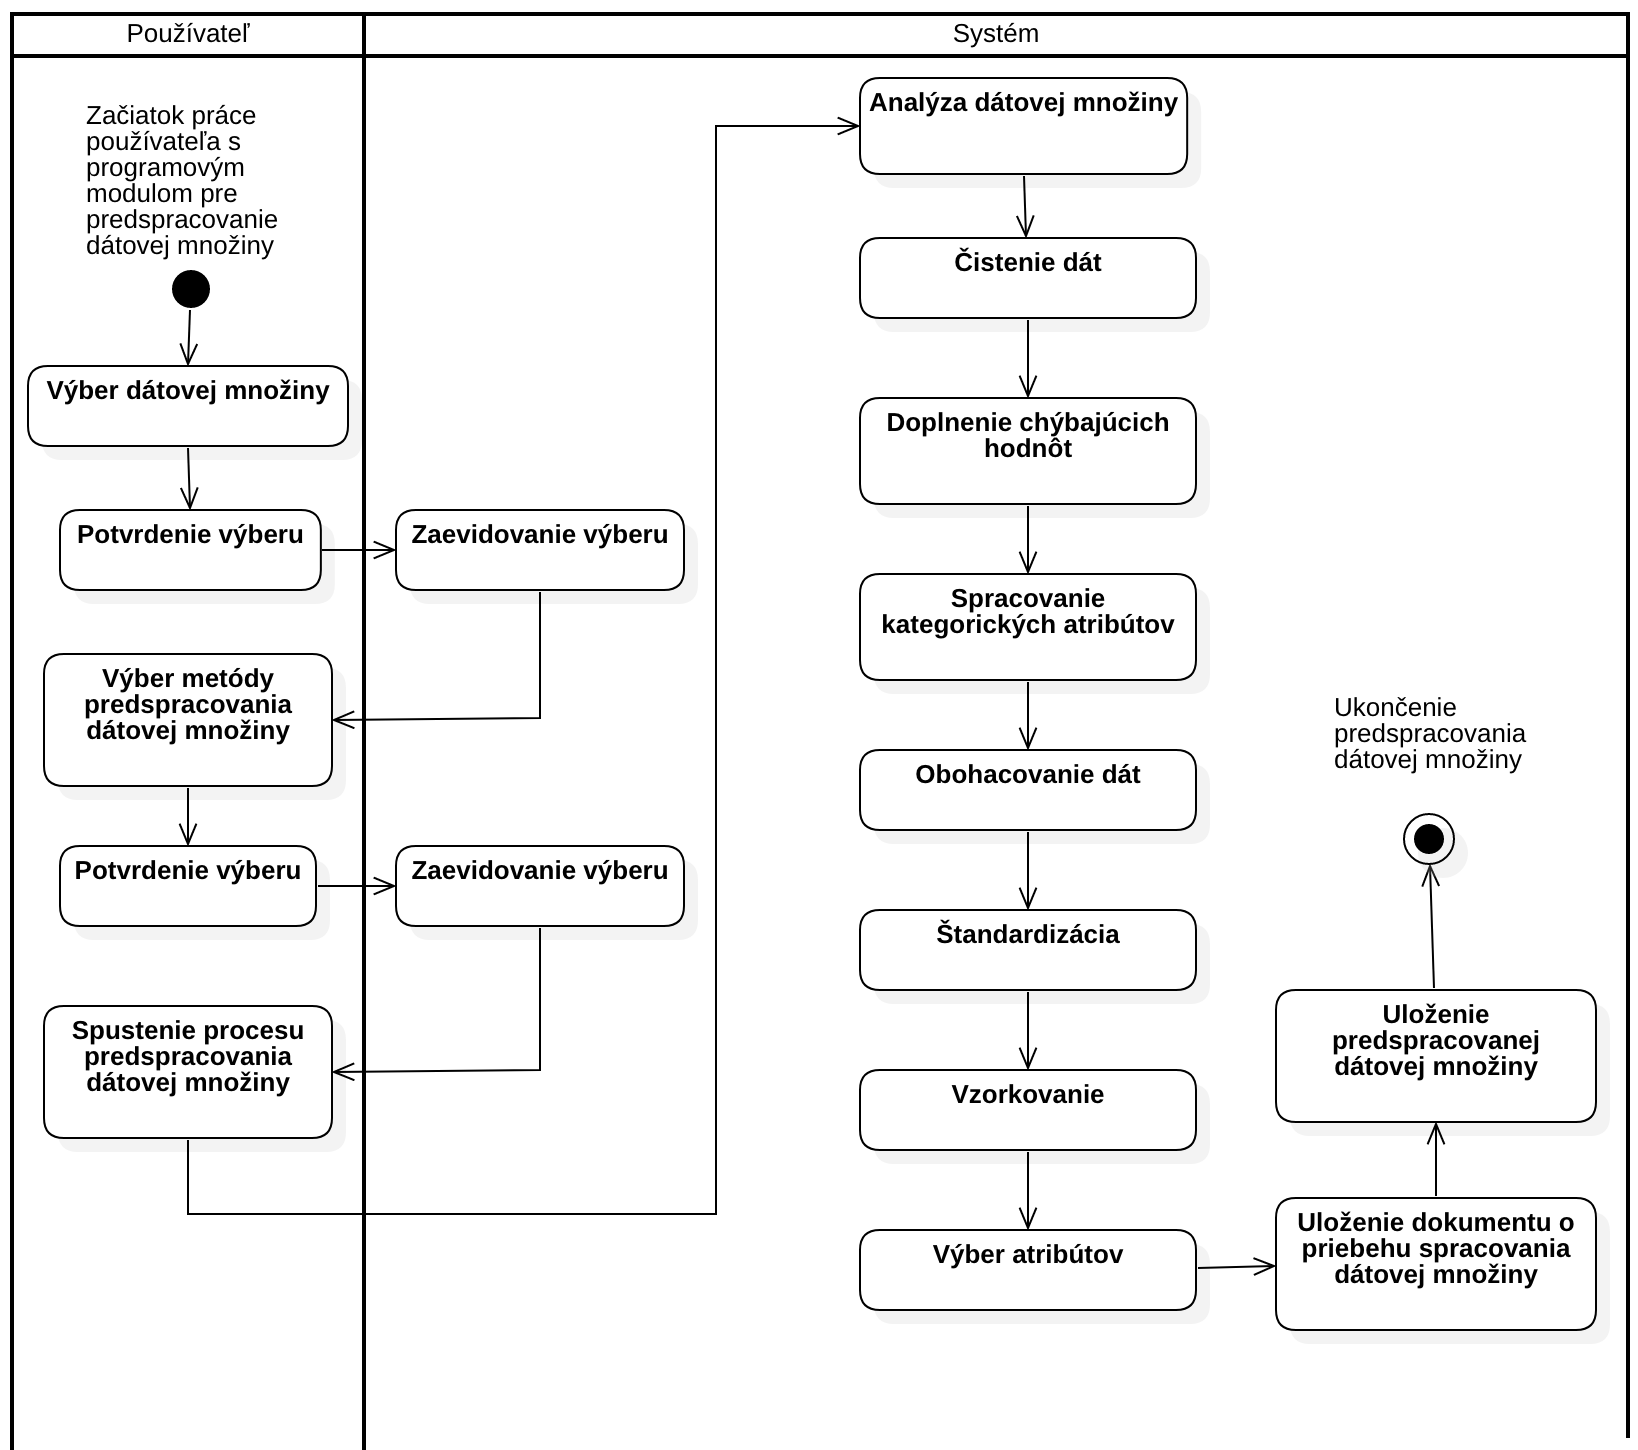 Používateľ
Systém
Začiatok práce
používateľa s
programovým
modulom pre
predspracovanie
dátovej množiny
Výber dátovej množiny
Potvrdenie výberu
Zaevidovanie výberu
Výber metódy
predspracovania
dátovej množiny
Potvrdenie výberu
Zaevidovanie výberu
Spustenie procesu
predspracovania
dátovej množiny
Analýza dátovej množiny
Čistenie dát
Doplnenie chýbajúcich
hodnôt
Spracovanie
kategorických atribútov
Obohacovanie dát
Štandardizácia
Vzorkovanie
Výber atribútov
Uloženie dokumentu o
priebehu spracovania
dátovej množiny
Uloženie
predspracovanej
dátovej množiny
Ukončenie
predspracovania
dátovej množiny